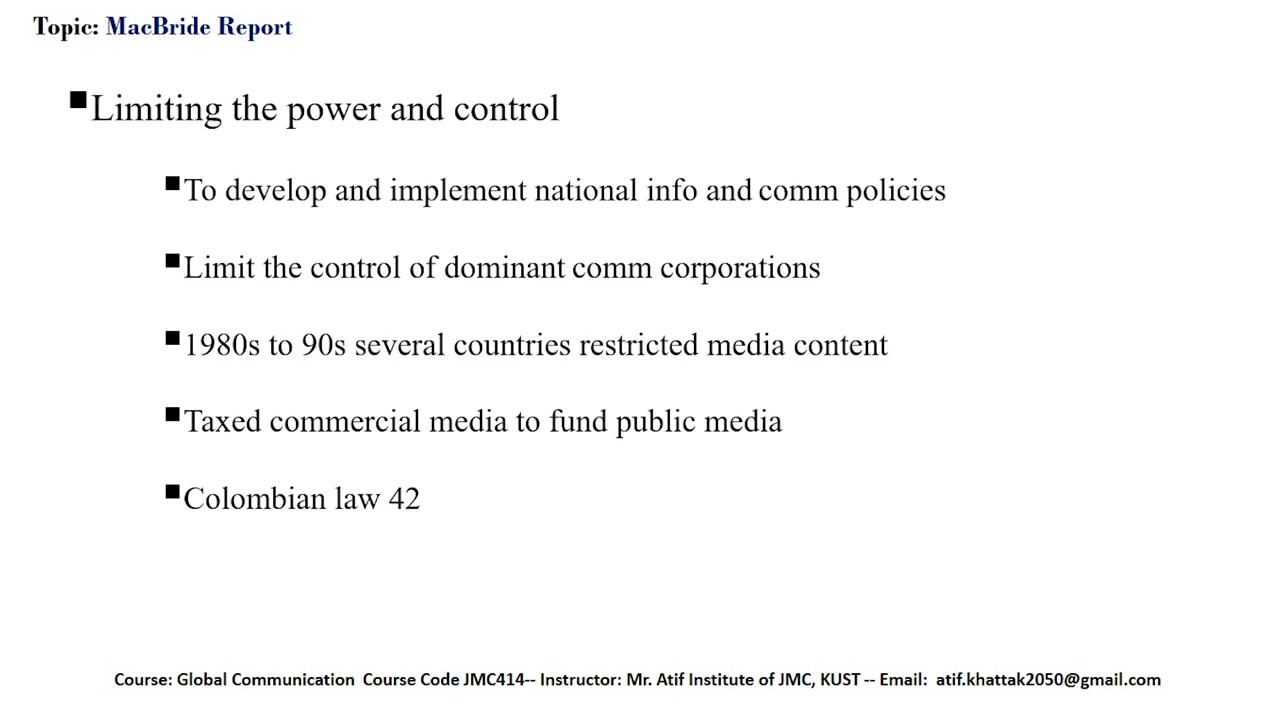 Topic: MacBride Report
▪Limiting the power and control
▪To develop and implement national info and comm policies
▪Limit the control of dominant comm corporations
▪1980s to 90s several countries restricted media content
▪Taxed commercial media to fund public media
▪Colombian law 42
Course: Global Communication Course Code JMC414-- Instructor: Mr. Atif Institute of JMC, KUST -- Email: atif.khattak2050@gmail.com